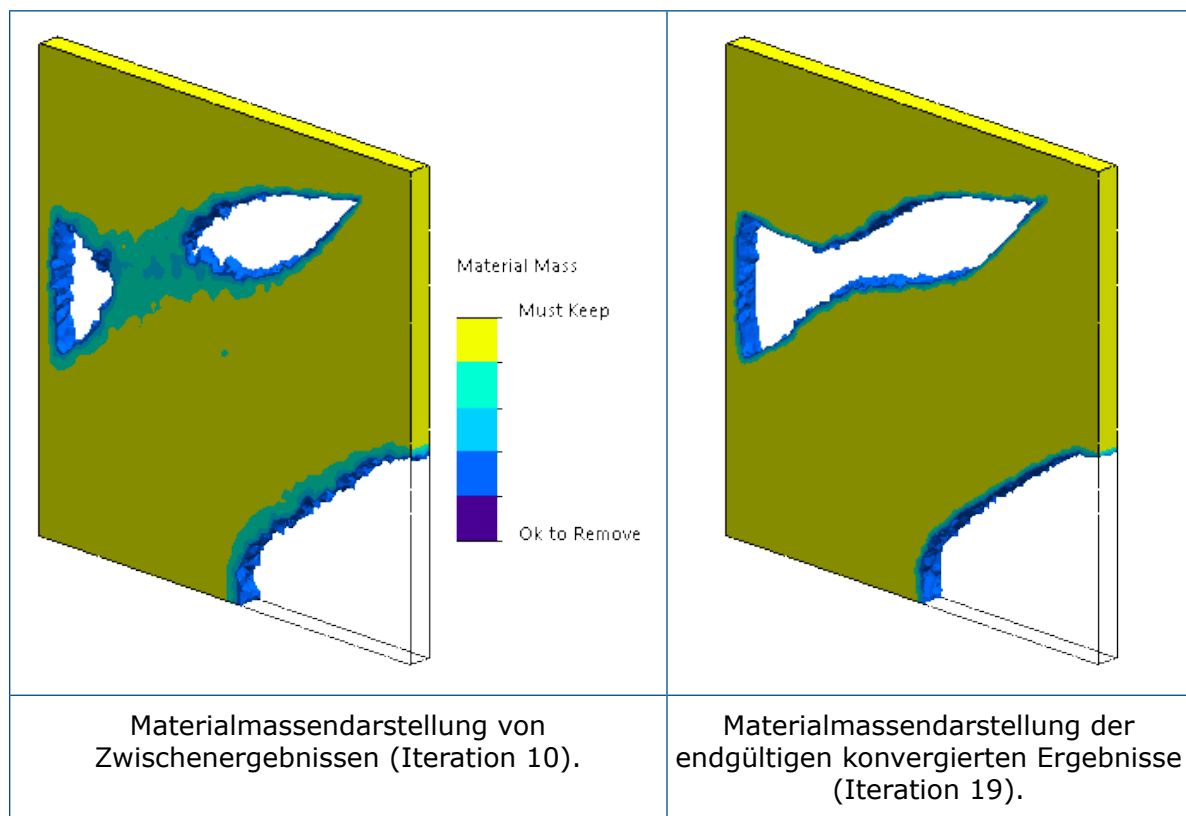 Material Mass
Must Keep
Ok to Remove
Materialmassendarstellung von
Zwischenergebnissen (Iteration 10).
Materialmassendarstellung der
endgültigen konvergierten Ergebnisse
(Iteration 19).